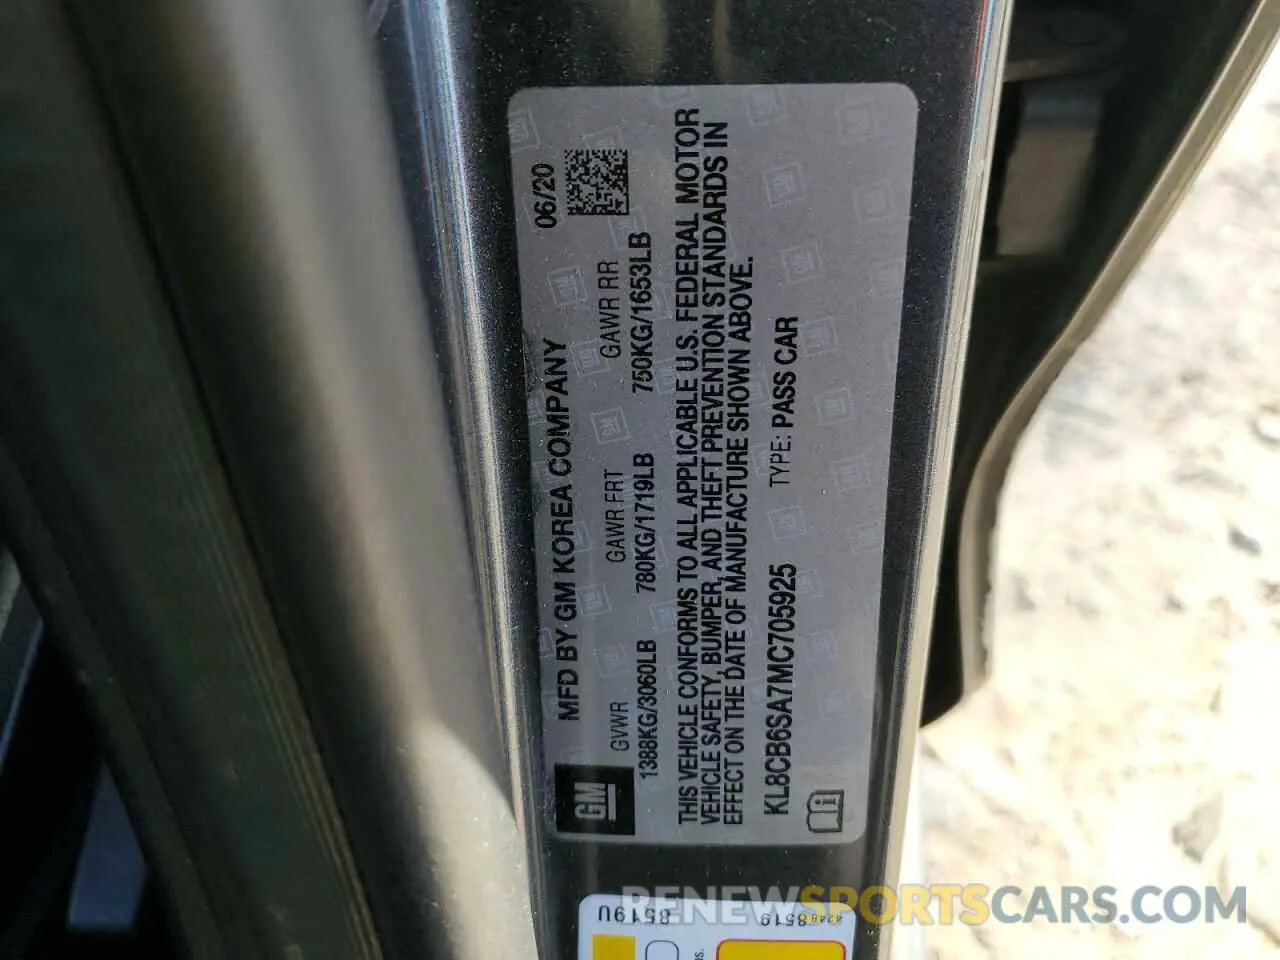 GM
MFD BY GM KOREA COMPANY 06/20
GVWR GAWR FRT GAWR RR
1388KG/3060LB 780KG/1719LB 750KG/1653LB
THIS VEHICLE CONFORMS TO ALL APPLICABLE U.S. FEDERAL MOTOR
VEHICLE SAFETY, BUMPER, AND THEFT PREVENTION STANDARDS IN
EFFECT ON THE DATE OF MANUFACTURE SHOWN ABOVE.
KL8CB6SA7MC705925 TYPE: PASS CAR
8519U
42468519
RENEWSPORTSCARS.COM